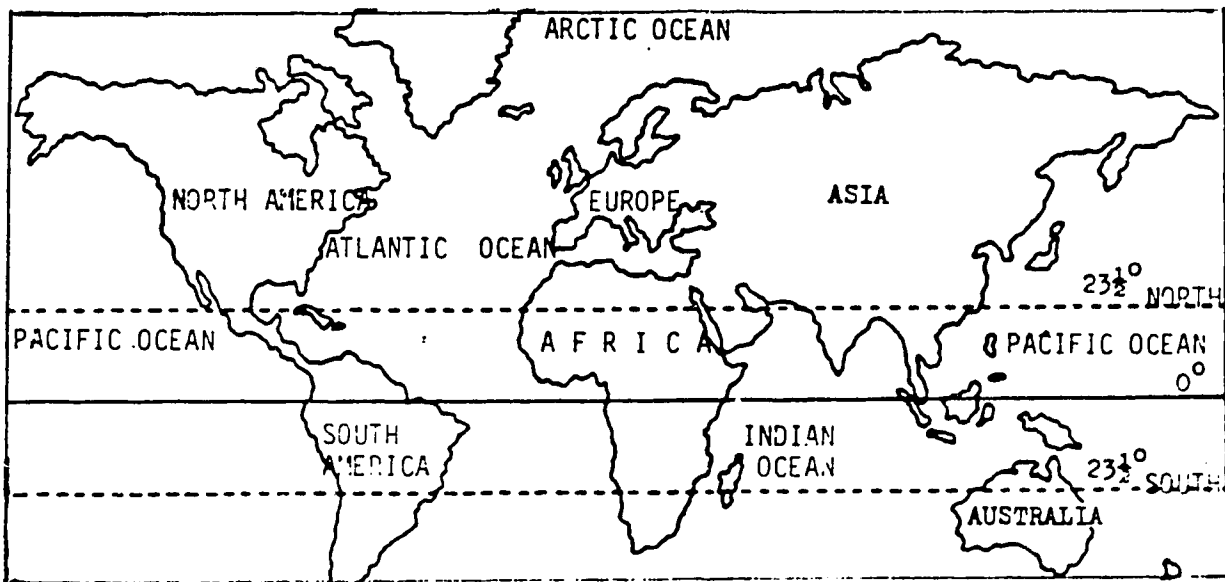 ARCTIC OCEAN
NORTH AMERICA
EUROPE
ASIA
ATLANTIC OCEAN
23½° NORTH
PACIFIC OCEAN
AFRICA
PACIFIC OCEAN
0°
SOUTH
AMERICA
INDIAN
OCEAN
23½° SOUTH
AUSTRALIA